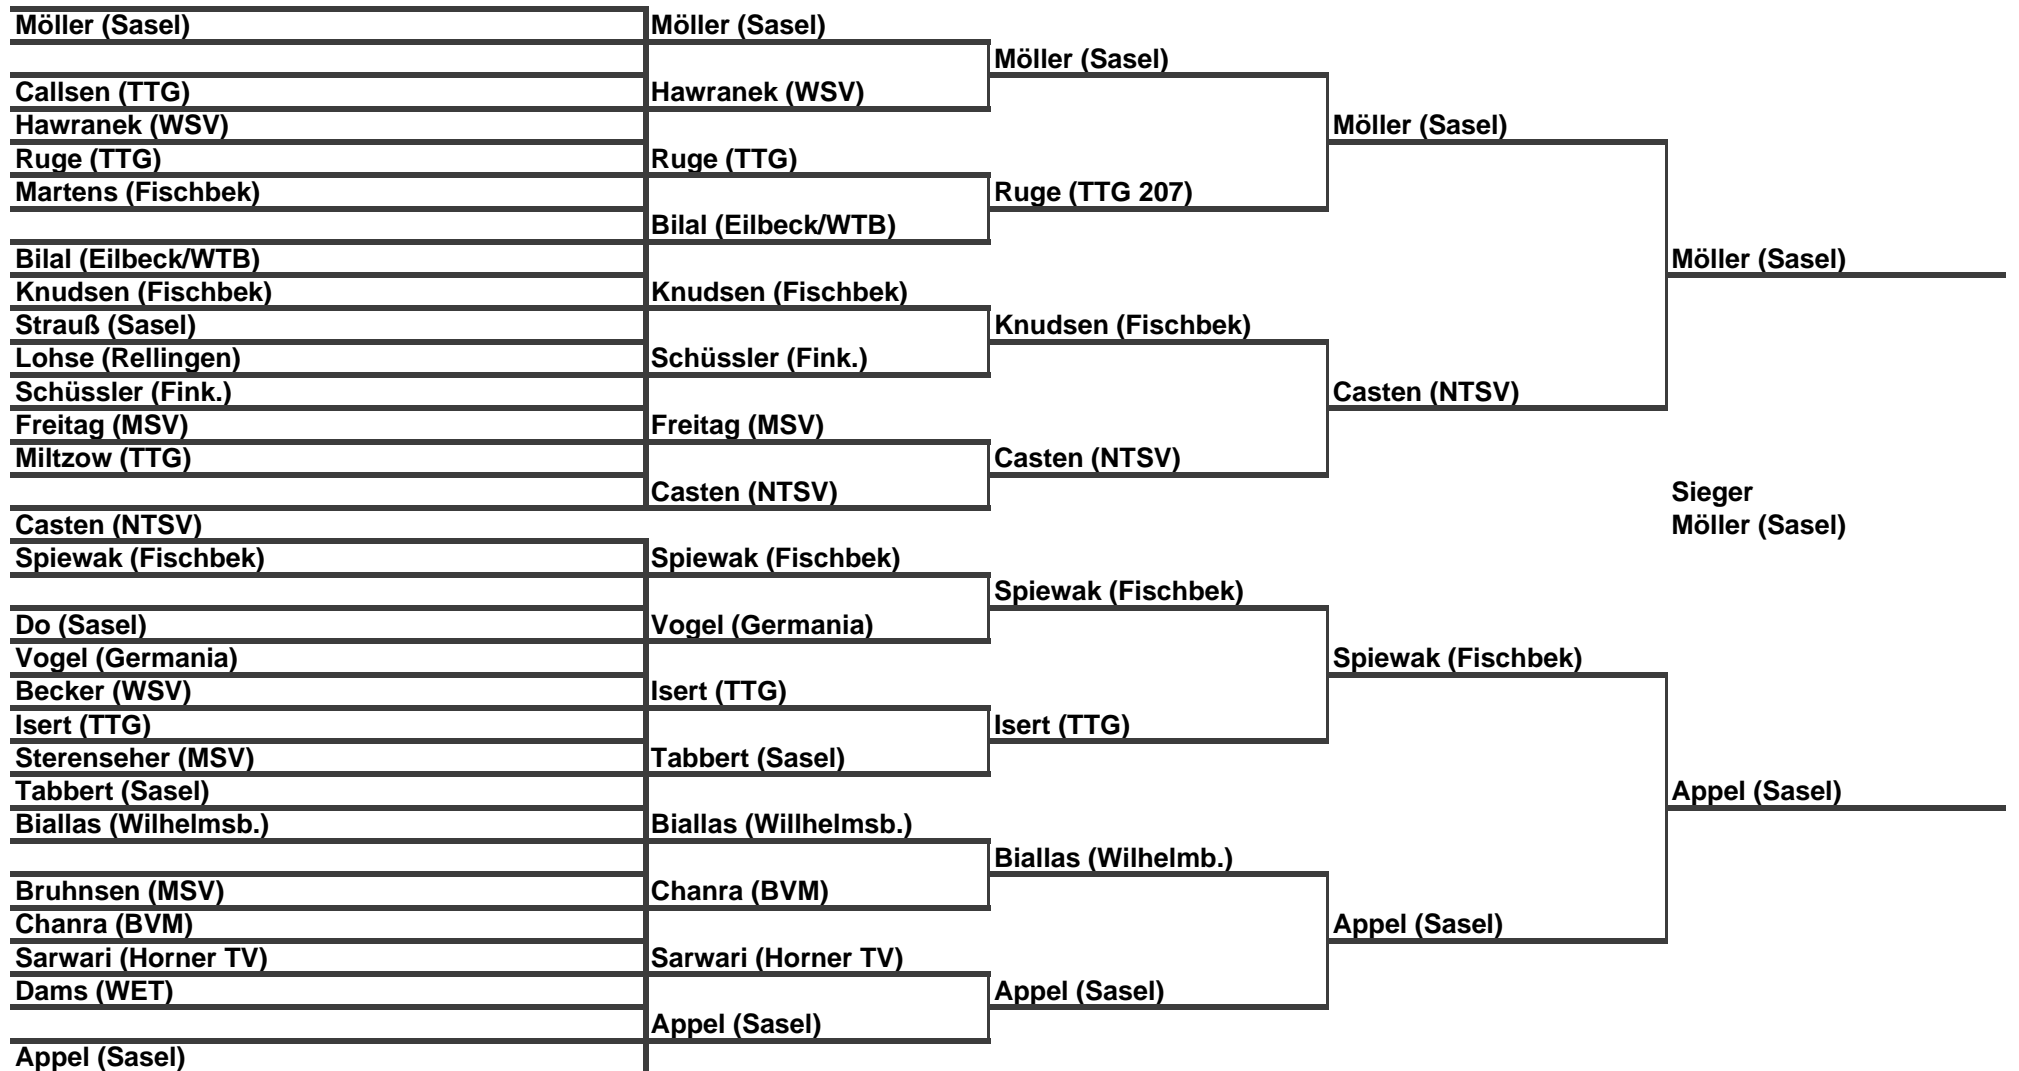 Möller (Sasel)
Callsen (TTG)
Hawranek (WSV)
Ruge (TTG)
Martens (Fischbek)
Bilal (Eilbeck/WTB)
Knudsen (Fischbek)
Strauß (Sasel)
Lohse (Rellingen)
Schüssler (Fink.)
Freitag (MSV)
Miltzow (TTG)
Casten (NTSV)
Spiewak (Fischbek)
Do (Sasel)
Vogel (Germania)
Becker (WSV)
Isert (TTG)
Sterenseher (MSV)
Tabbert (Sasel)
Biallas (Wilhelmsb.)
Bruhnsen (MSV)
Chanra (BVM)
Sarwari (Horner TV)
Dams (WET)
Appel (Sasel)
Möller (Sasel)
Hawranek (WSV)
Ruge (TTG)
Bilal (Eilbeck/WTB)
Knudsen (Fischbek)
Schüssler (Fink.)
Freitag (MSV)
Casten (NTSV)
Spiewak (Fischbek)
Vogel (Germania)
Isert (TTG)
Tabbert (Sasel)
Biallas (Willhelmsb.)
Chanra (BVM)
Sarwari (Horner TV)
Appel (Sasel)
Möller (Sasel)
Ruge (TTG 207)
Knudsen (Fischbek)
Casten (NTSV)
Spiewak (Fischbek)
Isert (TTG)
Biallas (Wilhelmb.)
Appel (Sasel)
Möller (Sasel)
Casten (NTSV)
Spiewak (Fischbek)
Appel (Sasel)
Möller (Sasel)
Sieger
Möller (Sasel)
Appel (Sasel)